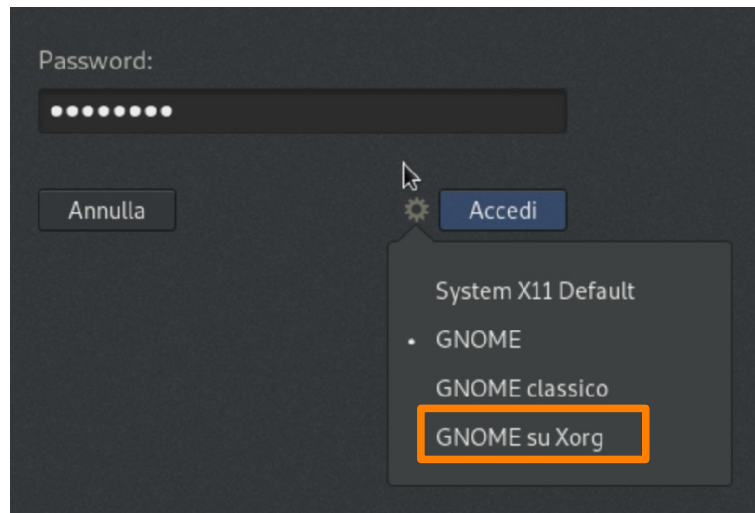 Password:
Annulla
Accedi
System X11 Default
GNOME
GNOME classico
GNOME su Xorg